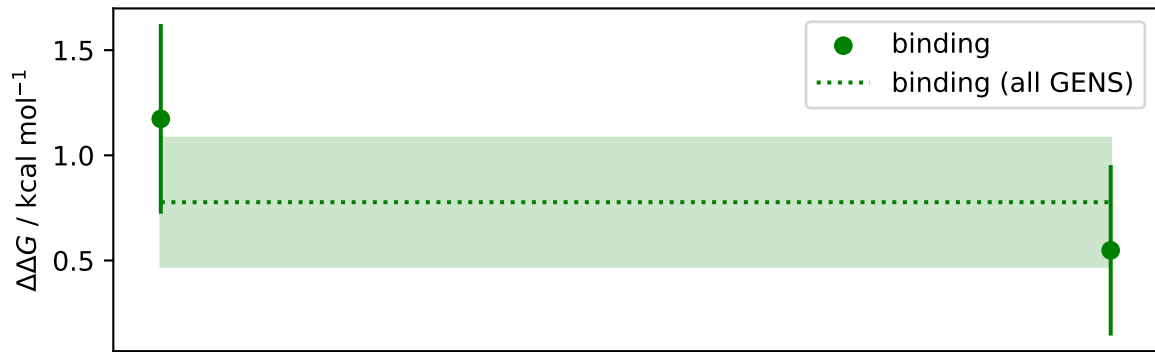 ΔΔG / kcal mol⁻¹
1.5
1.0
0.5
binding
binding (all GENS)